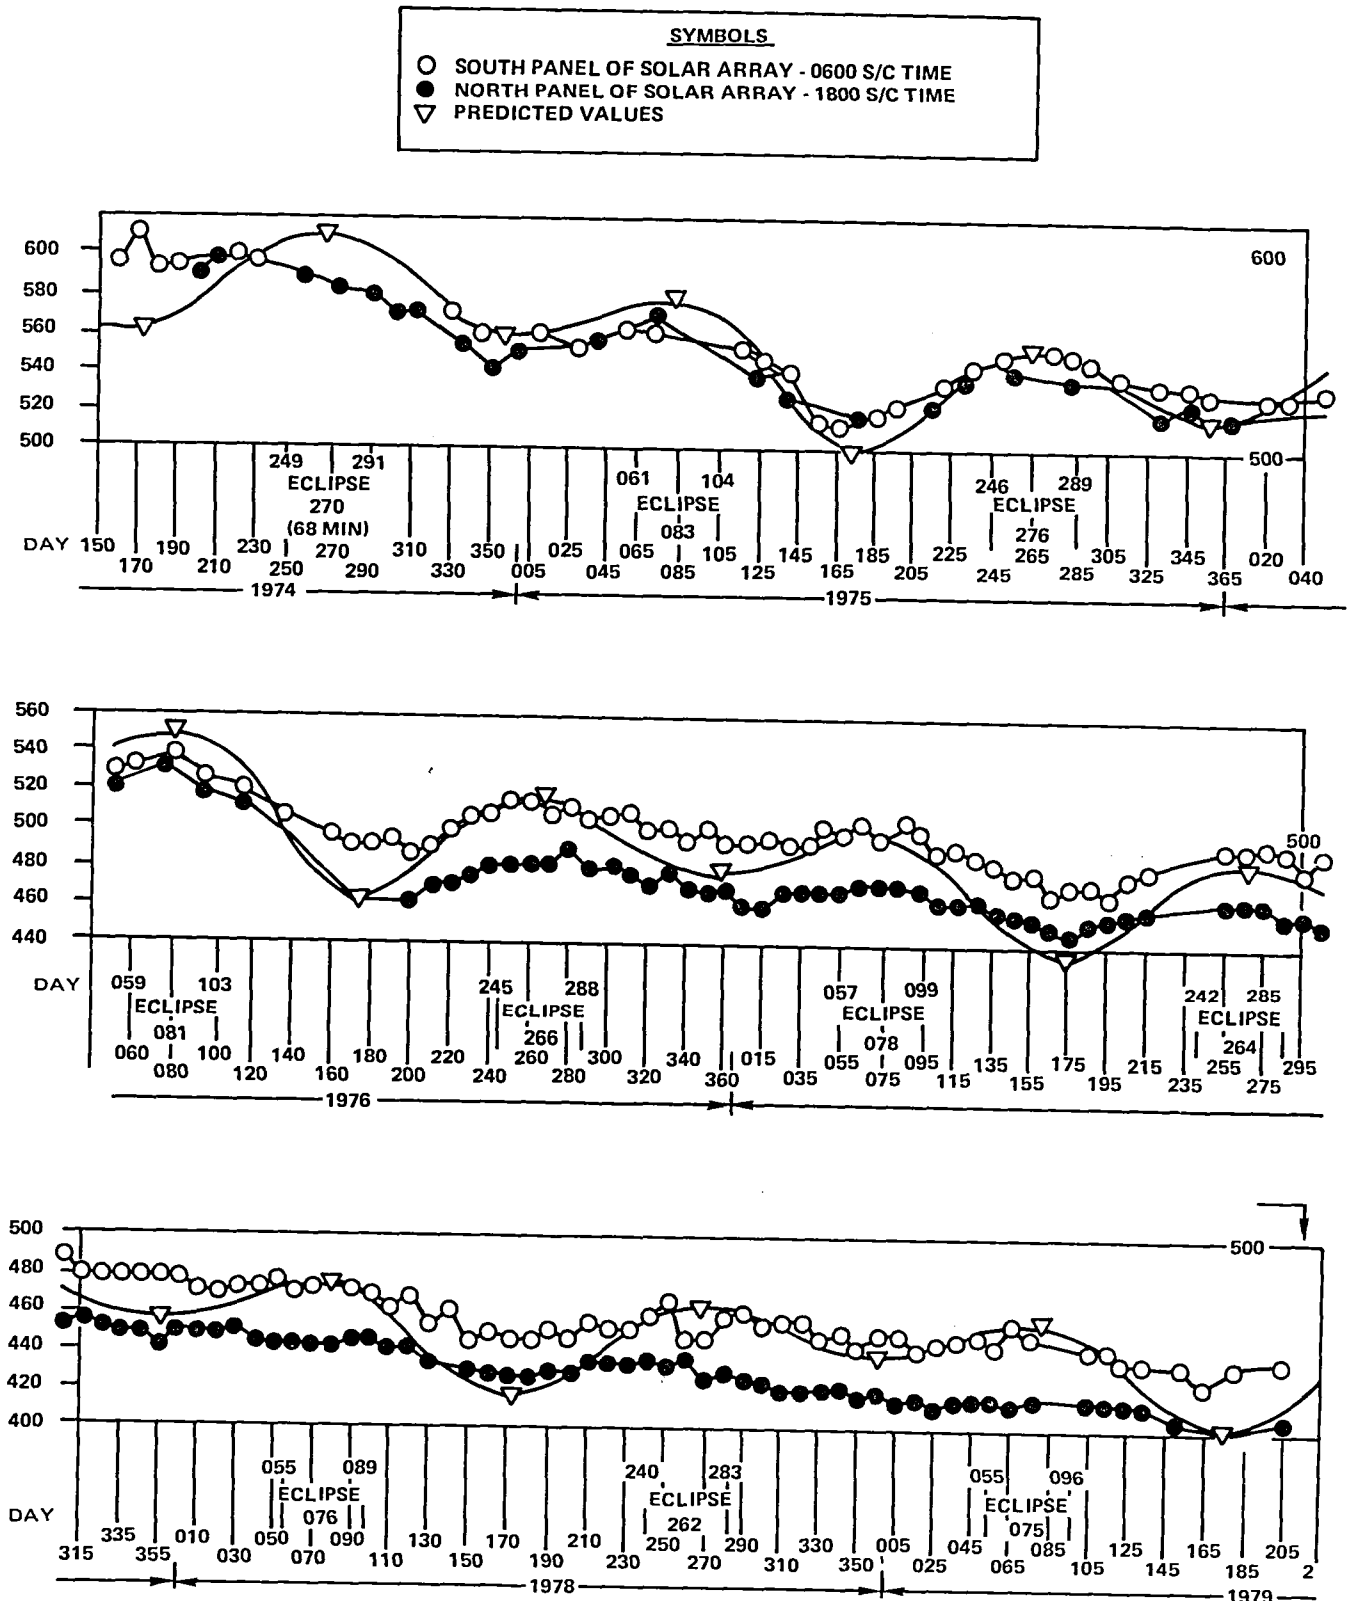 SYMBOLS
SOUTH PANEL OF SOLAR ARRAY - 0600 S/C TIME
NORTH PANEL OF SOLAR ARRAY - 1800 S/C TIME
PREDICTED VALUES
600
580
560
540
520
500
600
500
249 291 061 104 246 289
ECLIPSE ECLIPSE ECLIPSE
270 083 276
(68 MIN)
DAY 150 170 190 210 230 250 270 290 310 330 350 005 025 045 065 085 105 125 145 165 185 205 225 245 265 285 305 325 345 365 020 040
1974 1975
560
540
520
500
480
460
440
500
059 103 245 288 057 099 242 285
ECLIPSE ECLIPSE ECLIPSE ECLIPSE
081 266 078 264
DAY
060 080 100 120 140 160 180 200 220 240 260 280 300 320 340 360 015 035 055 075 095 115 135 155 175 195 215 235 255 275 295
1976
500
480
460
440
420
400
500
055 089 240 283 055 096
ECLIPSE ECLIPSE ECLIPSE
076 262 075
DAY
315 335 355 010 030 050 070 090 110 130 150 170 190 210 230 250 270 290 310 330 350 005 025 045 065 085 105 125 145 165 185 205 2
1978 1979